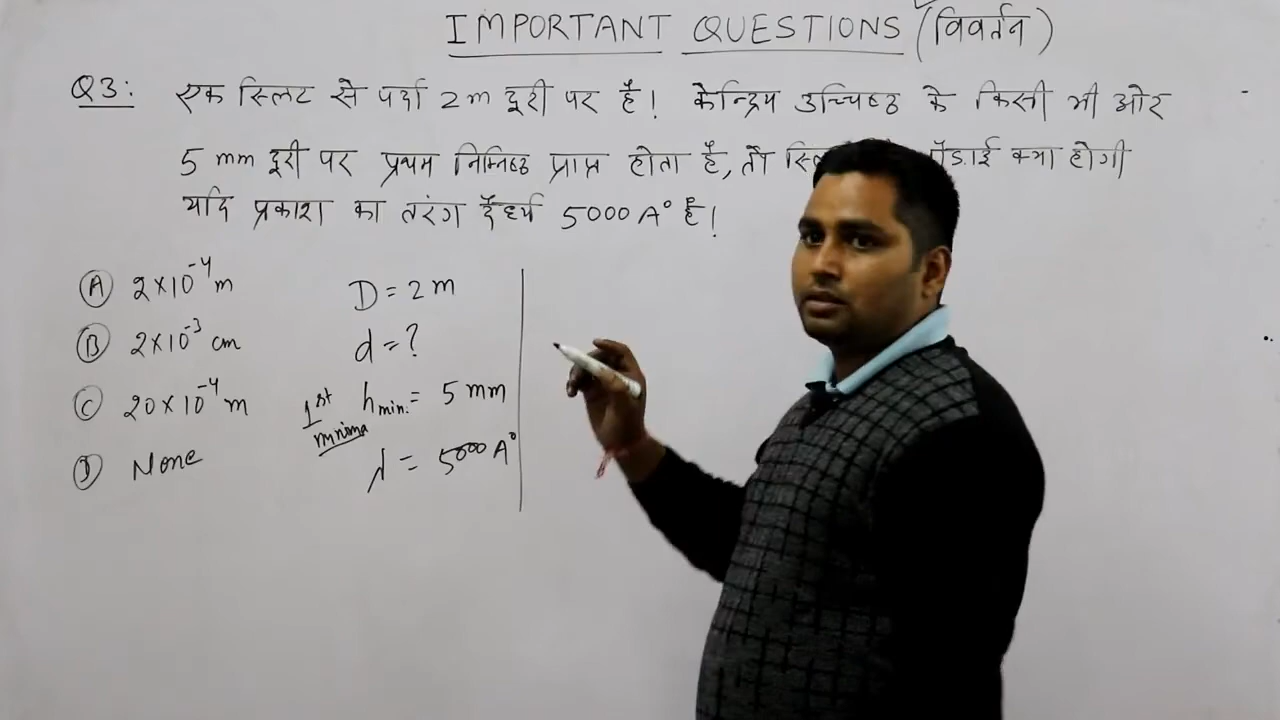 IMPORTANT QUESTIONS (विवर्तन)
Q3: एक स्लिट से पर्दा 2m दूरी पर है! केन्द्रिय उच्चिष्ठ के किसी भी ओर
5 mm दूरी पर प्रथम निम्निष्ठ प्राप्त होता है, तो क्या होगी
यदि प्रकाश का तरंग दैर्ध्य 5000 A° है!
(A) 2×10⁻⁴ m
(B) 2×10⁻³ cm
(C) 20×10⁻⁴ m
(D) None
D = 2 m
d = ?
1st minima h min. = 5 mm
λ = 5000 A°